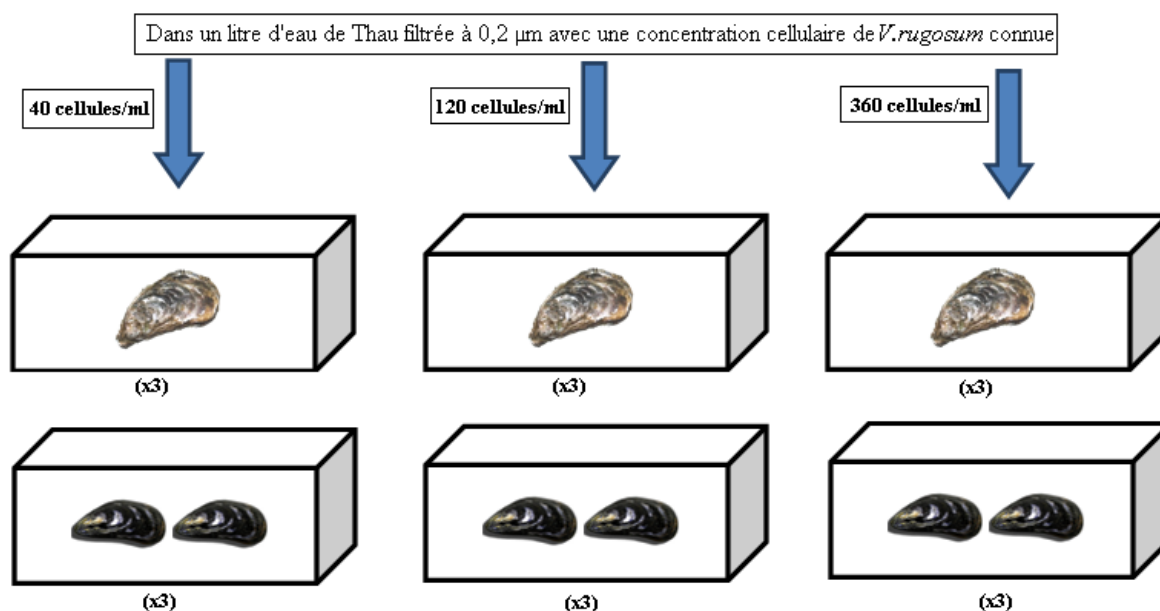 Dans un litre d'eau de Thau filtrée à 0,2 µm avec une concentration cellulaire de V.rugosum connue
40 cellules/ml
120 cellules/ml
360 cellules/ml
(x3)
(x3)
(x3)
(x3)
(x3)
(x3)